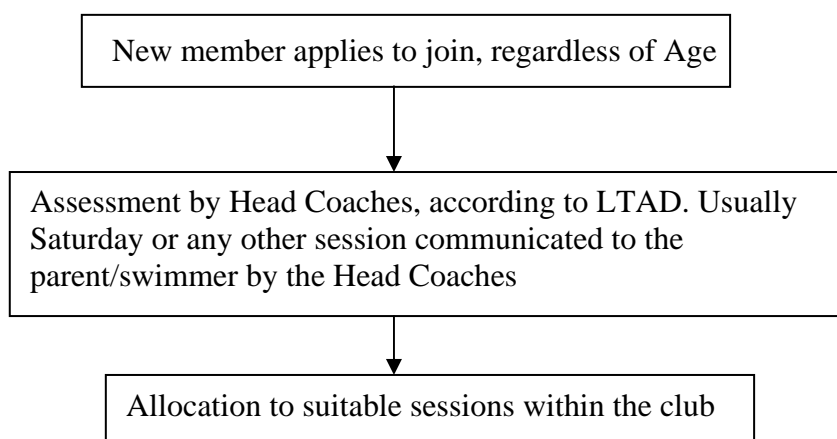 New member applies to join, regardless of Age
Assessment by Head Coaches, according to LTAD. Usually
Saturday or any other session communicated to the
parent/swimmer by the Head Coaches
Allocation to suitable sessions within the club